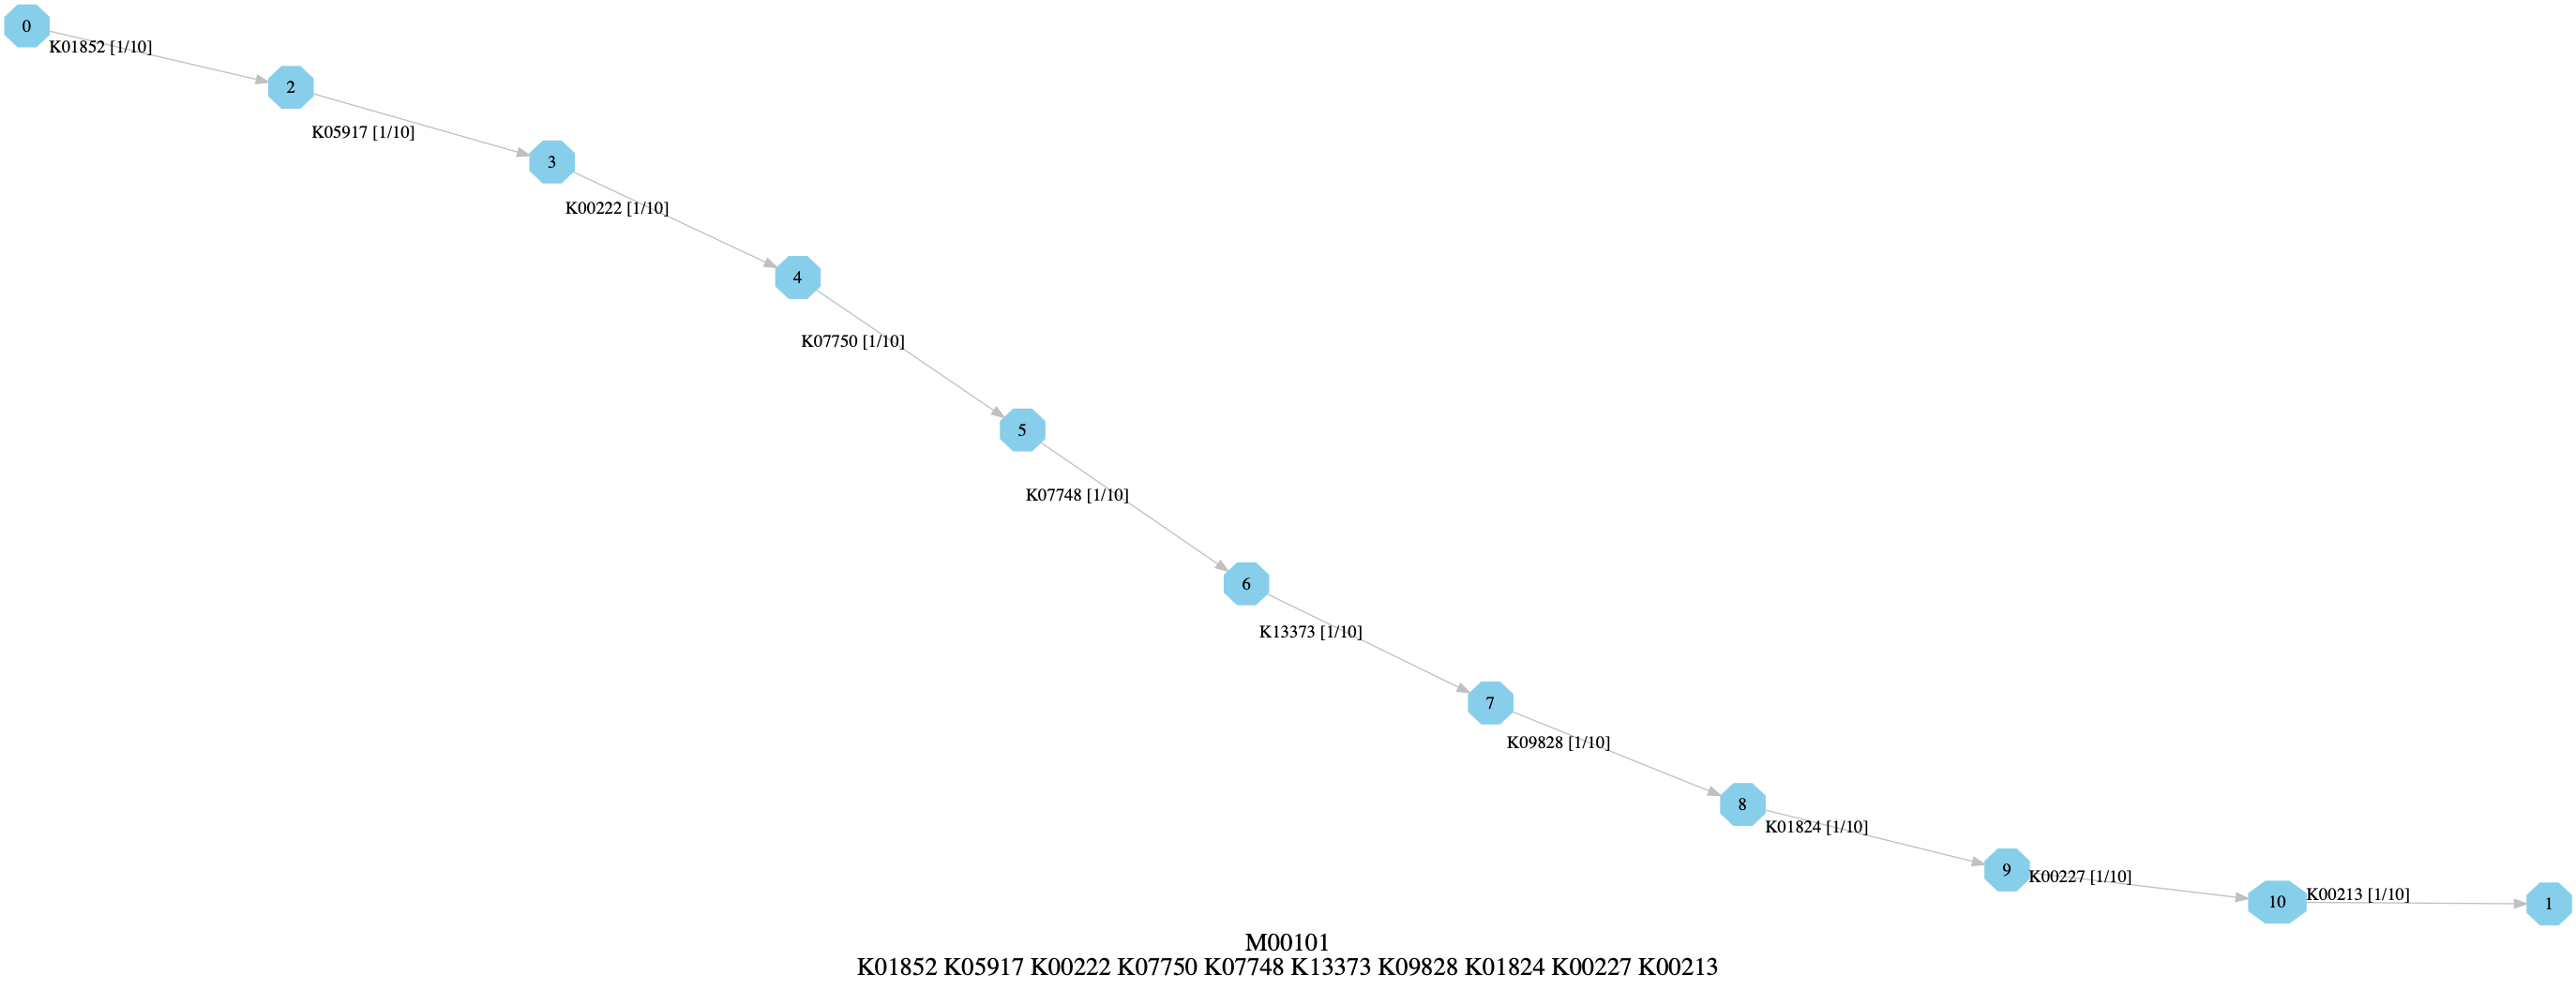 0
K01852 [1/10]
2
K05917 [1/10]
3
K00222 [1/10]
4
K07750 [1/10]
5
K07748 [1/10]
6
K13373 [1/10]
7
K09828 [1/10]
8
K01824 [1/10]
9
K00227 [1/10]
10
K00213 [1/10]
1
M00101
K01852 K05917 K00222 K07750 K07748 K13373 K09828 K01824 K00227 K00213